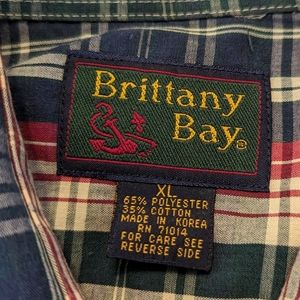 Brittany
Bay®
XL
65% POLYESTER
35% COTTON
MADE IN KOREA
RN 71014
FOR CARE SEE
REVERSE SIDE